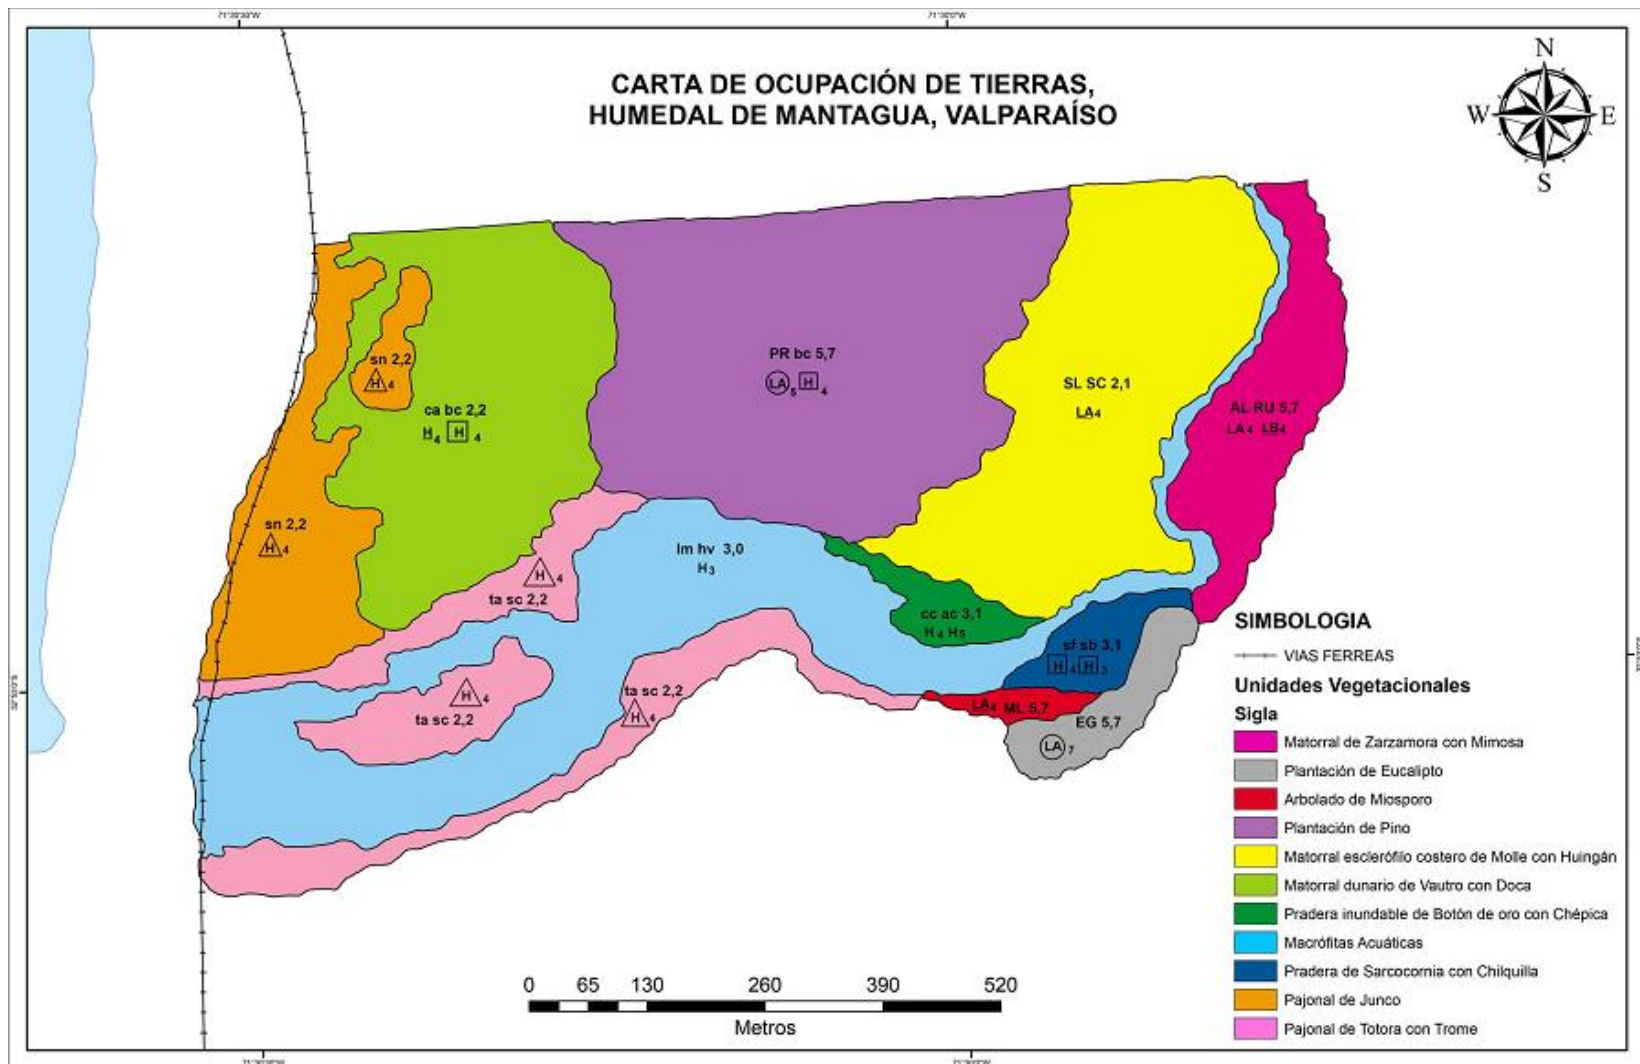 71°30'30"W
71°30'0"W
CARTA DE OCUPACIÓN DE TIERRAS,
HUMEDAL DE MANTAGUA, VALPARAÍSO
N
W
E
S
PR bc 5,7
LA 5 H 4
sn 2,2
H 4
ca bc 2,2
H 4 H 4
SL SC 2,1
LA4
AL RU 5,7
LA 4 LB4
sn 2,2
H 4
lm hv 3,0
H 3
H 4
ta sc 2,2
cc ac 3,1
H 4 H5
sf sb 3,1
H 4 H 3
H 4
ta sc 2,2
ta sc 2,2
H 4
LA4 ML 5,7
EG 5,7
LA 7
SIMBOLOGIA
VIAS FERREAS
Unidades Vegetacionales
Sigla
Matorral de Zarzamora con Mimosa
Plantación de Eucalipto
Arbolado de Miosporo
Plantación de Pino
Matorral esclerófilo costero de Molle con Huingán
Matorral dunario de Vautro con Doca
Pradera inundable de Botón de oro con Chépica
Macrófitas Acuáticas
Pradera de Sarcocornia con Chilquilla
Pajonal de Junco
Pajonal de Totora con Trome
0 65 130 260 390 520
Metros